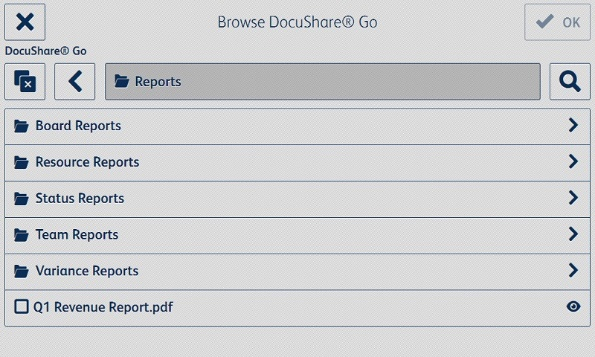 Browse DocuShare® Go
OK
DocuShare® Go
Reports
Board Reports
Resource Reports
Status Reports
Team Reports
Variance Reports
Q1 Revenue Report.pdf